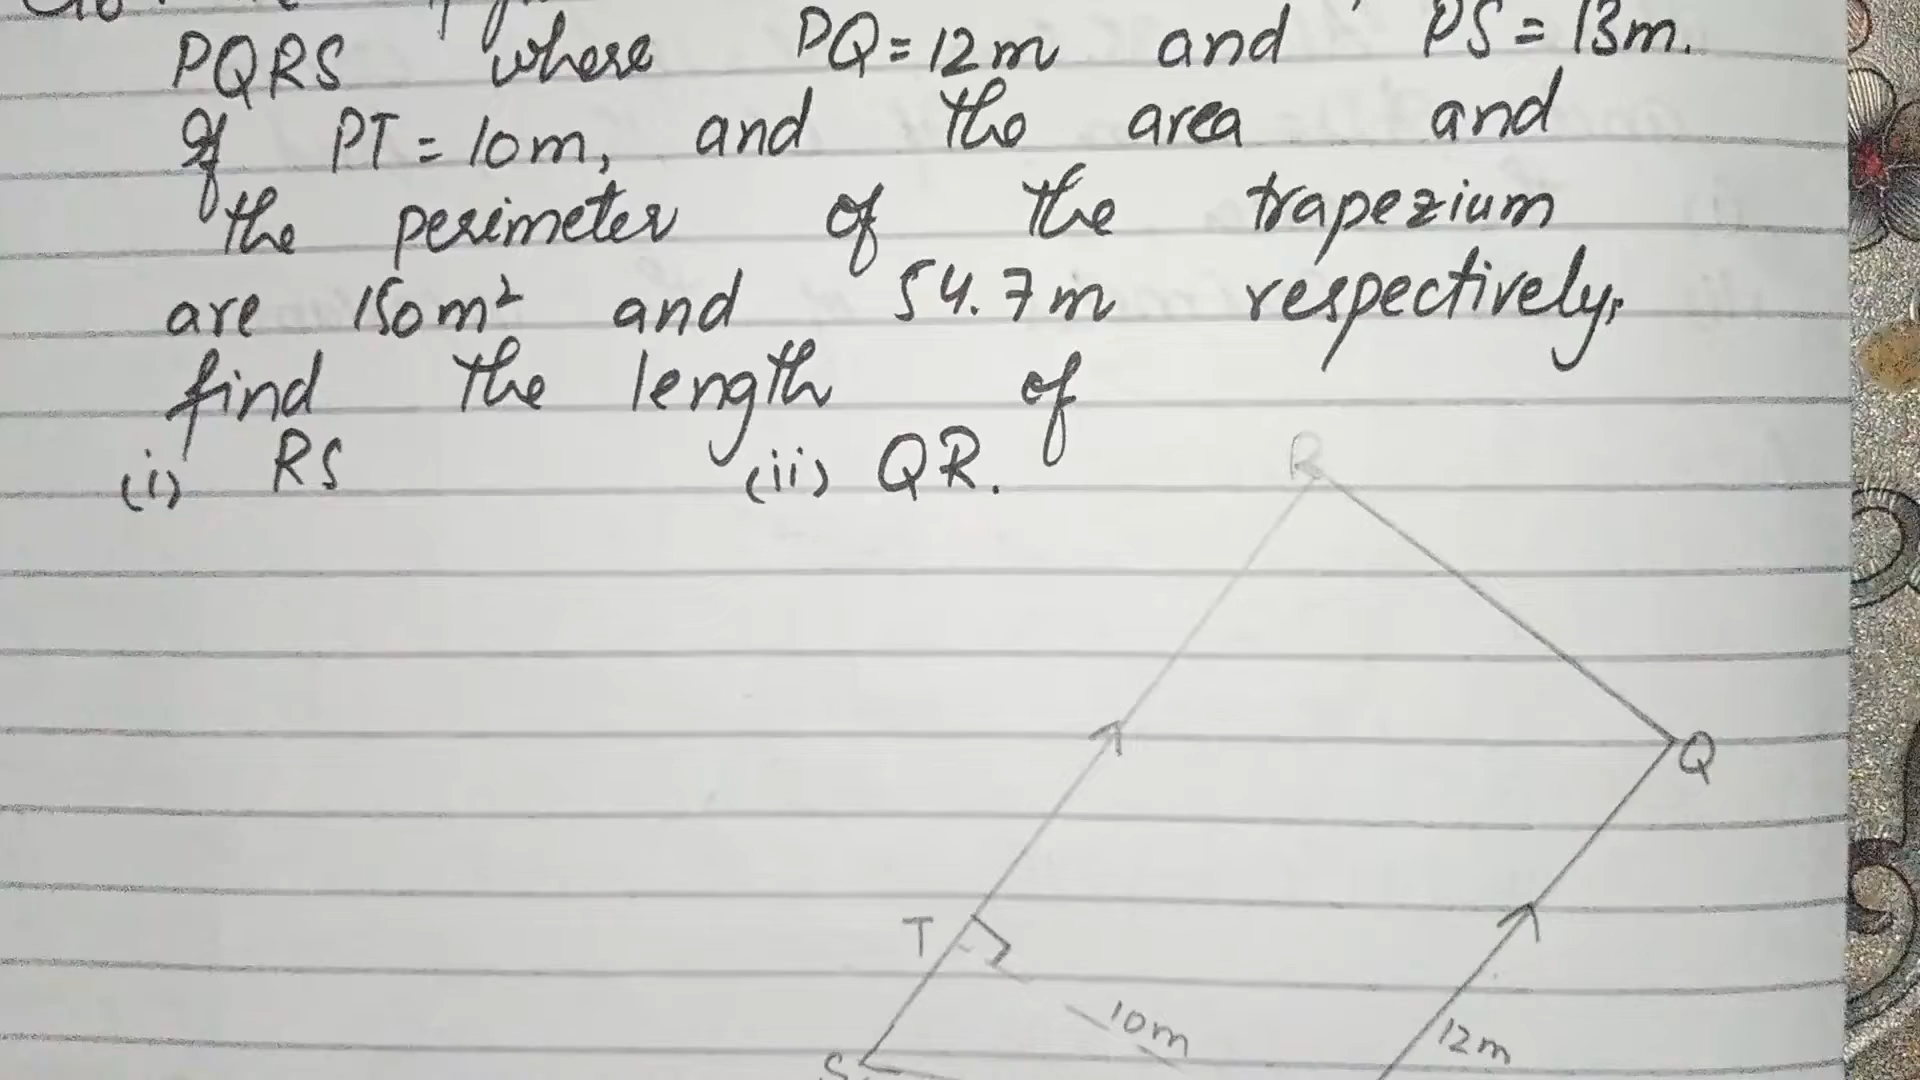 PQRS where PQ = 12m and PS = 13m.
If PT = 10m, and the area and
the perimeter of the trapezium
are 150m² and 54.7m respectively,
find the length of
(i) RS (ii) QR.
R
Q
T
10m
12m
S